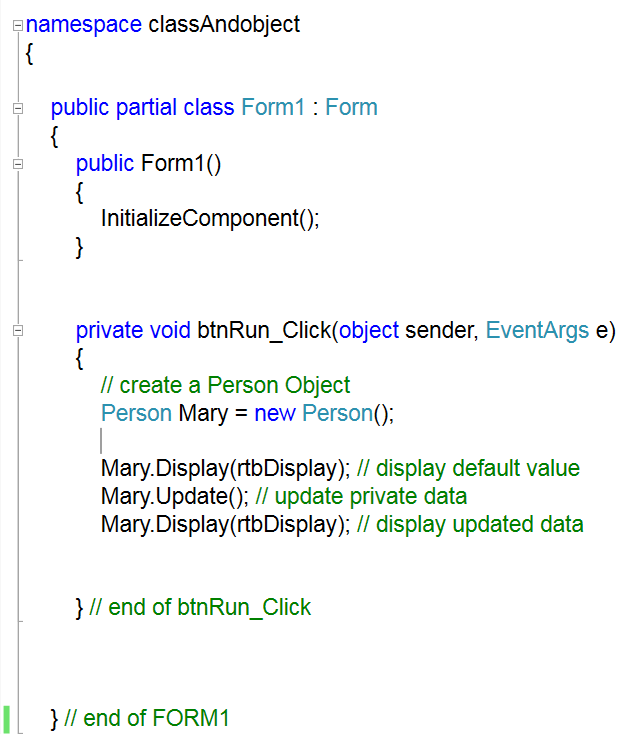 namespace classAndobject
{
public partial class Form1 : Form
{
public Form1()
{
InitializeComponent();
}
private void btnRun_Click(object sender, EventArgs e)
{
// create a Person Object
Person Mary = new Person();
Mary.Display(rtbDisplay); // display default value
Mary.Update(); // update private data
Mary.Display(rtbDisplay); // display updated data
} // end of btnRun_Click
} // end of FORM1